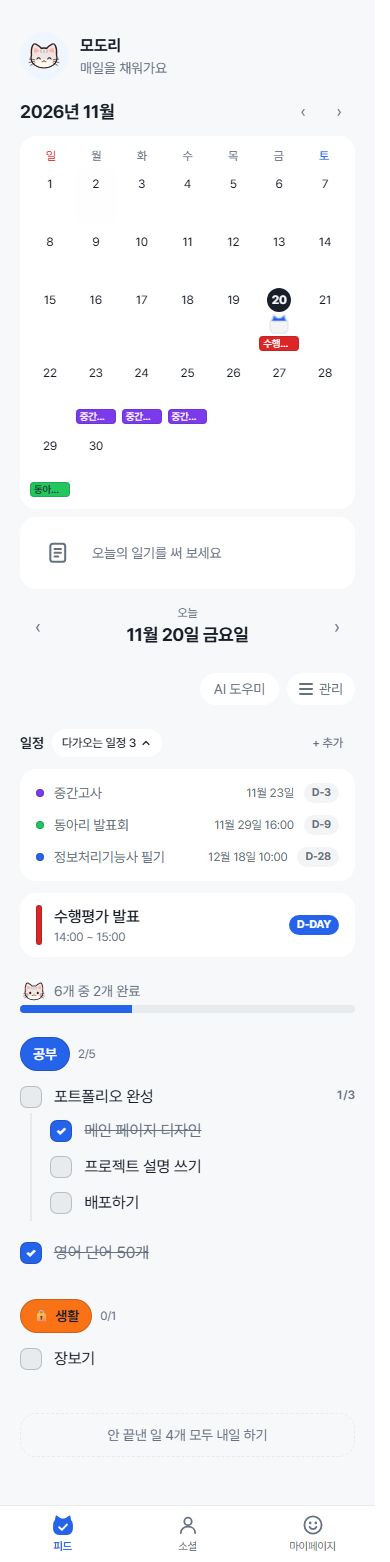 모도리
매일을 채워가요
2026년 11월
‹ ›
일 월 화 수 목 금 토
1 2 3 4 5 6 7
8 9 10 11 12 13 14
15 16 17 18 19 20 21
수행...
22 23 24 25 26 27 28
중간... 중간... 중간...
29 30
동아...
오늘의 일기를 써 보세요
오늘
‹ 11월 20일 금요일 ›
AI 도우미 관리
일정 다가오는 일정 3 + 추가
중간고사 11월 23일 D-3
동아리 발표회 11월 29일 16:00 D-9
정보처리기능사 필기 12월 18일 10:00 D-28
수행평가 발표
14:00 ~ 15:00
D-DAY
6개 중 2개 완료
공부 2/5
포트폴리오 완성 1/3
메인 페이지 디자인
프로젝트 설명 쓰기
배포하기
영어 단어 50개
생활 0/1
장보기
안 끝낸 일 4개 모두 내일 하기
피드 소셜 마이페이지